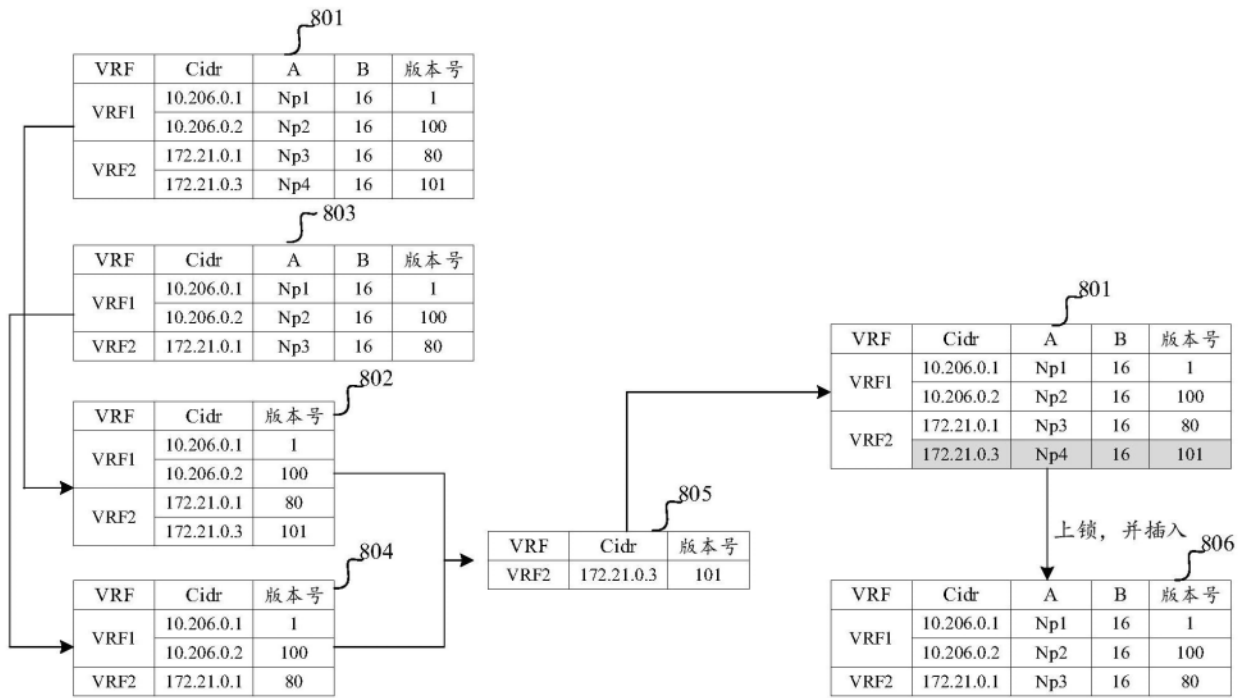 801
VRF Cidr A B 版本号
VRF1 10.206.0.1 Np1 16 1
10.206.0.2 Np2 16 100
VRF2 172.21.0.1 Np3 16 80
172.21.0.3 Np4 16 101
803
VRF Cidr A B 版本号
VRF1 10.206.0.1 Np1 16 1
10.206.0.2 Np2 16 100
VRF2 172.21.0.1 Np3 16 80
802
VRF Cidr 版本号
VRF1 10.206.0.1 1
10.206.0.2 100
VRF2 172.21.0.1 80
172.21.0.3 101
804
VRF Cidr 版本号
VRF1 10.206.0.1 1
10.206.0.2 100
VRF2 172.21.0.1 80
805
VRF Cidr 版本号
VRF2 172.21.0.3 101
801
VRF Cidr A B 版本号
VRF1 10.206.0.1 Np1 16 1
10.206.0.2 Np2 16 100
VRF2 172.21.0.1 Np3 16 80
172.21.0.3 Np4 16 101
上锁，并插入
806
VRF Cidr A B 版本号
VRF1 10.206.0.1 Np1 16 1
10.206.0.2 Np2 16 100
VRF2 172.21.0.1 Np3 16 80